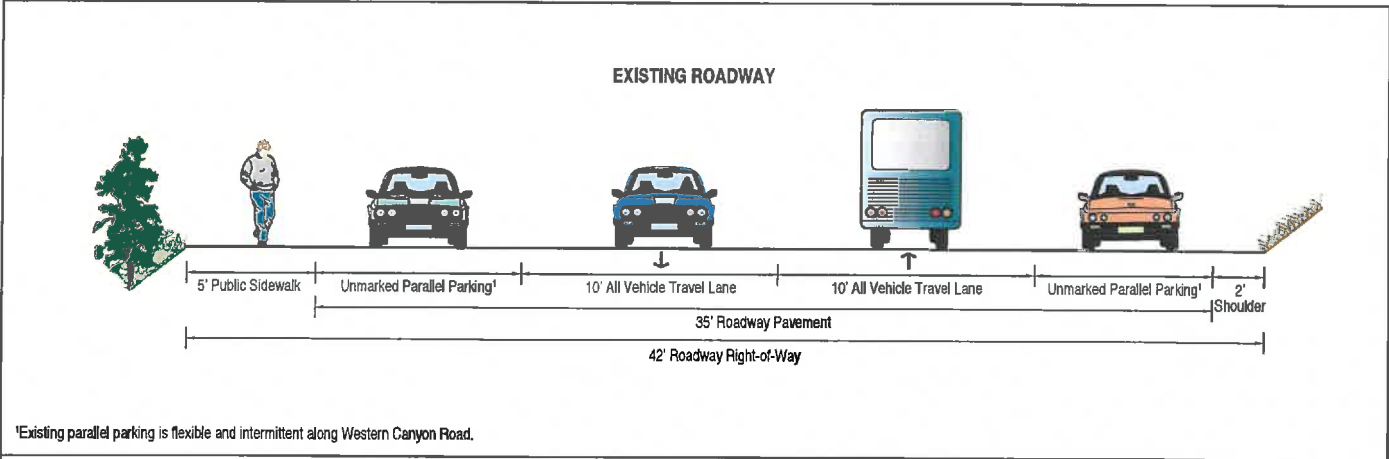 EXISTING ROADWAY
5' Public Sidewalk
Unmarked Parallel Parking¹
10' All Vehicle Travel Lane
10' All Vehicle Travel Lane
Unmarked Parallel Parking¹
2'
Shoulder
35' Roadway Pavement
42' Roadway Right-of-Way
¹Existing parallel parking is flexible and intermittent along Western Canyon Road.